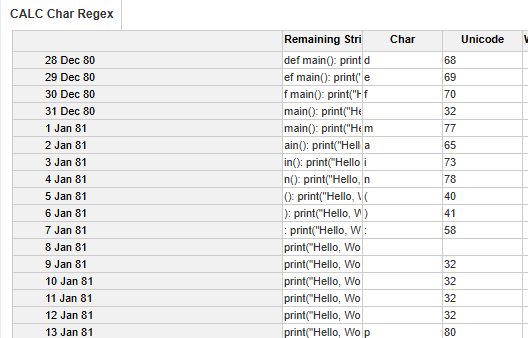 CALC Char Regex
Remaining Stri Char Unicode
28 Dec 80 def main(): print d 68
29 Dec 80 ef main(): print(" e 69
30 Dec 80 f main(): print("H f 70
31 Dec 80 main(): print("He 32
1 Jan 81 main(): print("He m 77
2 Jan 81 ain(): print("Hell a 65
3 Jan 81 in(): print("Hello i 73
4 Jan 81 n(): print("Hello, n 78
5 Jan 81 (): print("Hello, \ ( 40
6 Jan 81 ): print("Hello, W ) 41
7 Jan 81 : print("Hello, W : 58
8 Jan 81 print("Hello, Wo
9 Jan 81 print("Hello, Wo 32
10 Jan 81 print("Hello, Wo 32
11 Jan 81 print("Hello, Wo 32
12 Jan 81 print("Hello, Wo 32
13 Jan 81 print("Hello, Wo p 80